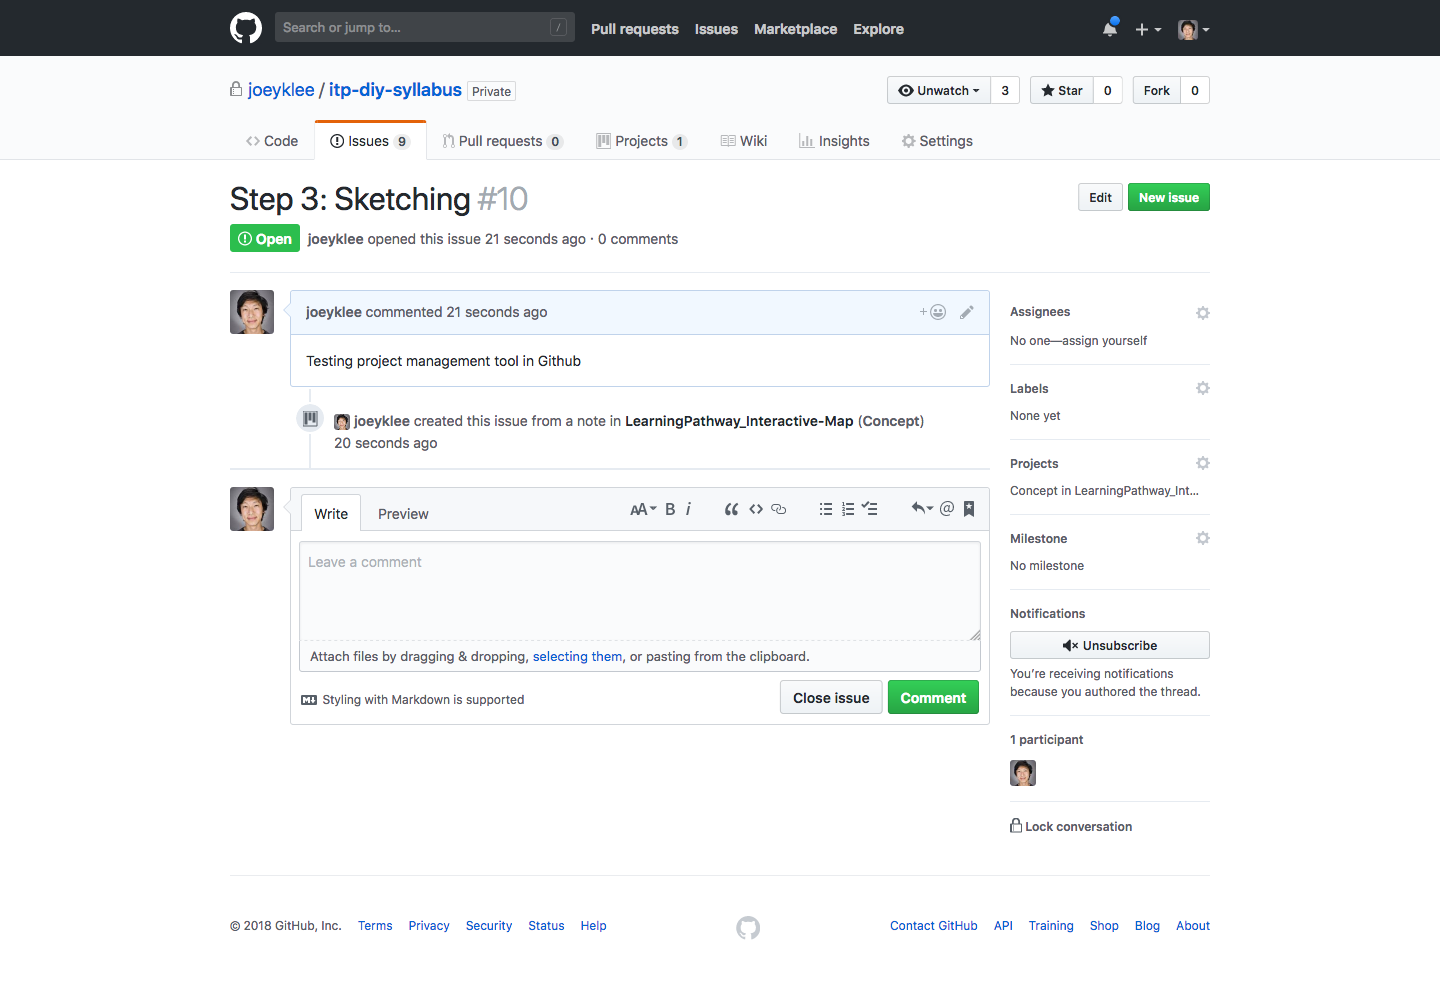 Search or jump to... /
Pull requests Issues Marketplace Explore
joeyklee / itp-diy-syllabus Private
Unwatch 3 Star 0 Fork 0
Code Issues 9 Pull requests 0 Projects 1 Wiki Insights Settings
Step 3: Sketching #10
Edit New issue
Open joeyklee opened this issue 21 seconds ago · 0 comments
joeyklee commented 21 seconds ago
Testing project management tool in Github
joeyklee created this issue from a note in LearningPathway_Interactive-Map (Concept)
20 seconds ago
Write Preview
AA B i
Leave a comment
Attach files by dragging & dropping, selecting them, or pasting from the clipboard.
Styling with Markdown is supported
Close issue Comment
Assignees
No one—assign yourself
Labels
None yet
Projects
Concept in LearningPathway_Int...
Milestone
No milestone
Notifications
Unsubscribe
You're receiving notifications
because you authored the thread.
1 participant
Lock conversation
© 2018 GitHub, Inc. Terms Privacy Security Status Help
Contact GitHub API Training Shop Blog About